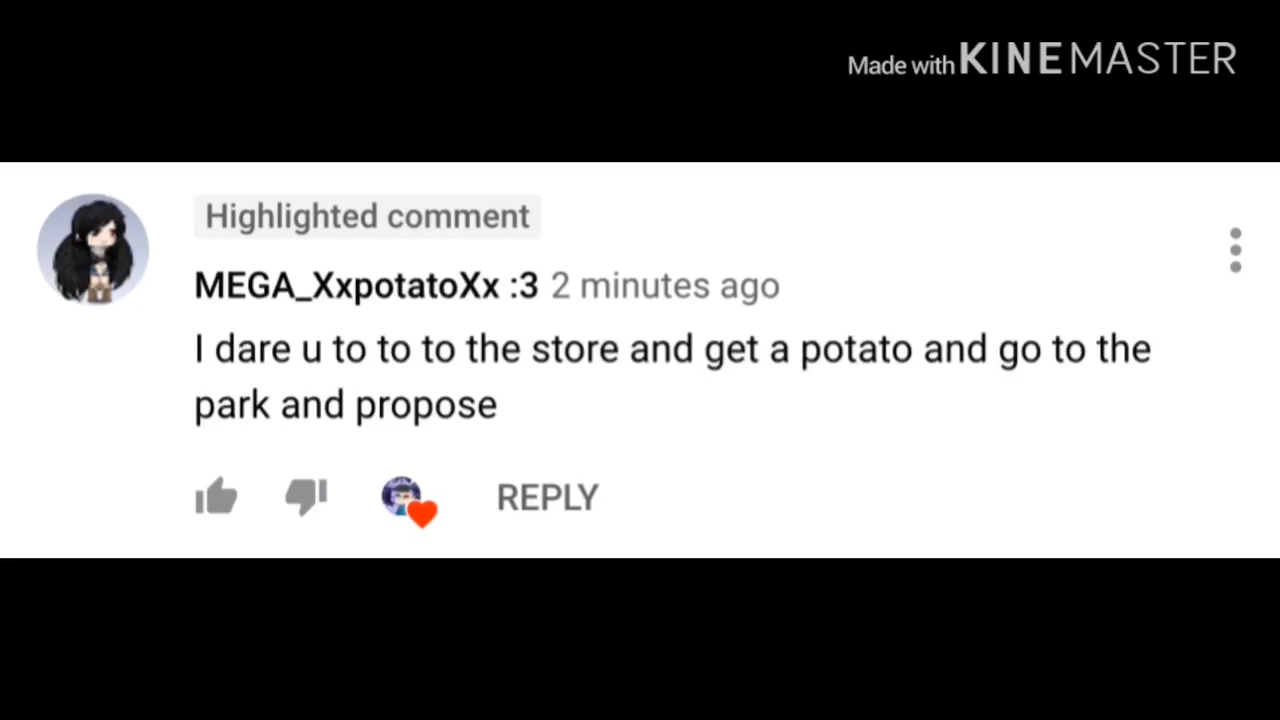 Made with KINEMASTER
Highlighted comment
MEGA_XxpotatoXx :3 2 minutes ago
I dare u to to to the store and get a potato and go to the
park and propose
REPLY